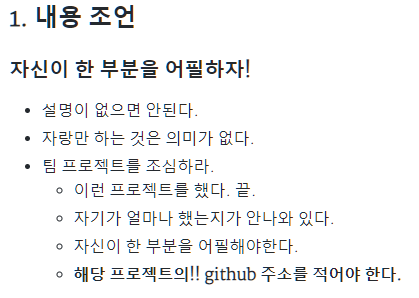 1. 내용 조언
자신이 한 부분을 어필하자!
설명이 없으면 안된다.
자랑만 하는 것은 의미가 없다.
팀 프로젝트를 조심하라.
이런 프로젝트를 했다. 끝.
자기가 얼마나 했는지가 안나와 있다.
자신이 한 부분을 어필해야한다.
해당 프로젝트의!! github 주소를 적어야 한다.